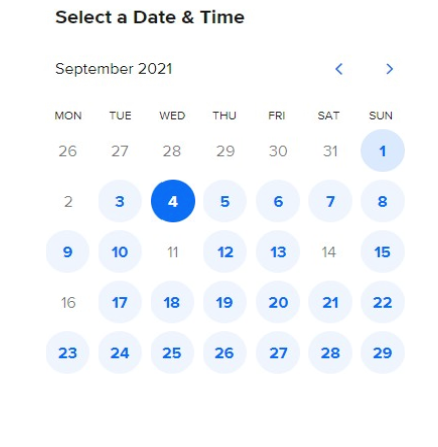 Select a Date & Time
September 2021
MON TUE WED THU FRI SAT SUN
26 27 28 29 30 31 1
2 3 4 5 6 7 8
9 10 11 12 13 14 15
16 17 18 19 20 21 22
23 24 25 26 27 28 29